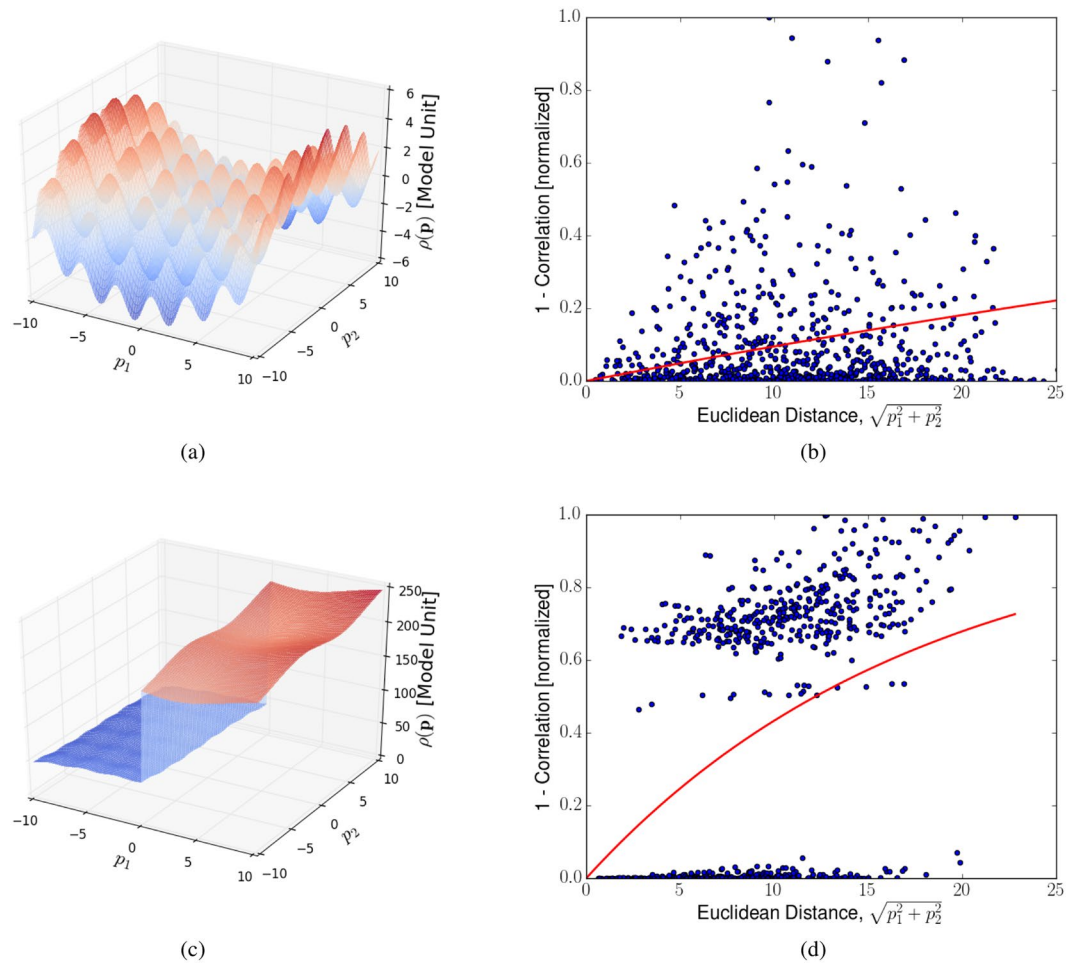 6
4
2
0
−2
−4
−6
ρ(p) [Model Unit]
−10
−5
0
5
10
p₁
−10
−5
0
5
10
p₂
(a)
1.0
0.8
0.6
0.4
0.2
0.0
1 - Correlation [normalized]
0 5 10 15 20 25
Euclidean Distance, √p₁² + p₂²
(b)
250
200
150
100
50
0
ρ(p) [Model Unit]
−10
−5
0
5
10
p₁
−10
−5
0
5
10
p₂
(c)
1.0
0.8
0.6
0.4
0.2
0.0
1 - Correlation [normalized]
0 5 10 15 20 25
Euclidean Distance, √p₁² + p₂²
(d)